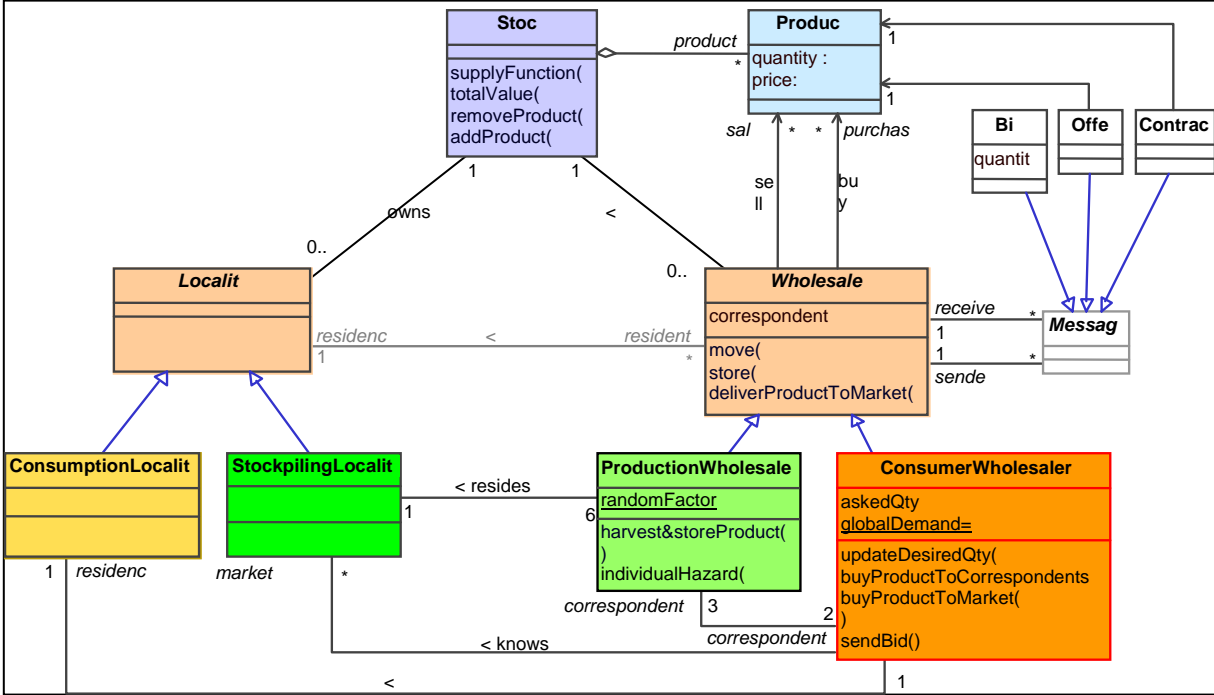 Stoc
supplyFunction(
totalValue(
removeProduct(
addProduct(
product
*
Produc
quantity :
price:
1
1
Bi
quantit
Offe
Contrac
sal
*
*
purchas
1
1
se
ll
bu
y
owns
<
0..
0..
Localit
residenc
1
<
resident
*
Wholesale
correspondent
move(
store(
deliverProductToMarket(
receive
*
1
1
*
sende
Messag
ConsumptionLocalit
StockpilingLocalit
< resides
1
6
ProductionWholesale
randomFactor
harvest&storeProduct(
)
individualHazard(
ConsumerWholesaler
askedQty
globalDemand=
updateDesiredQty(
buyProductToCorrespondents
buyProductToMarket(
)
sendBid()
1
residenc
market
*
correspondent
3
2
correspondent
< knows
<
1